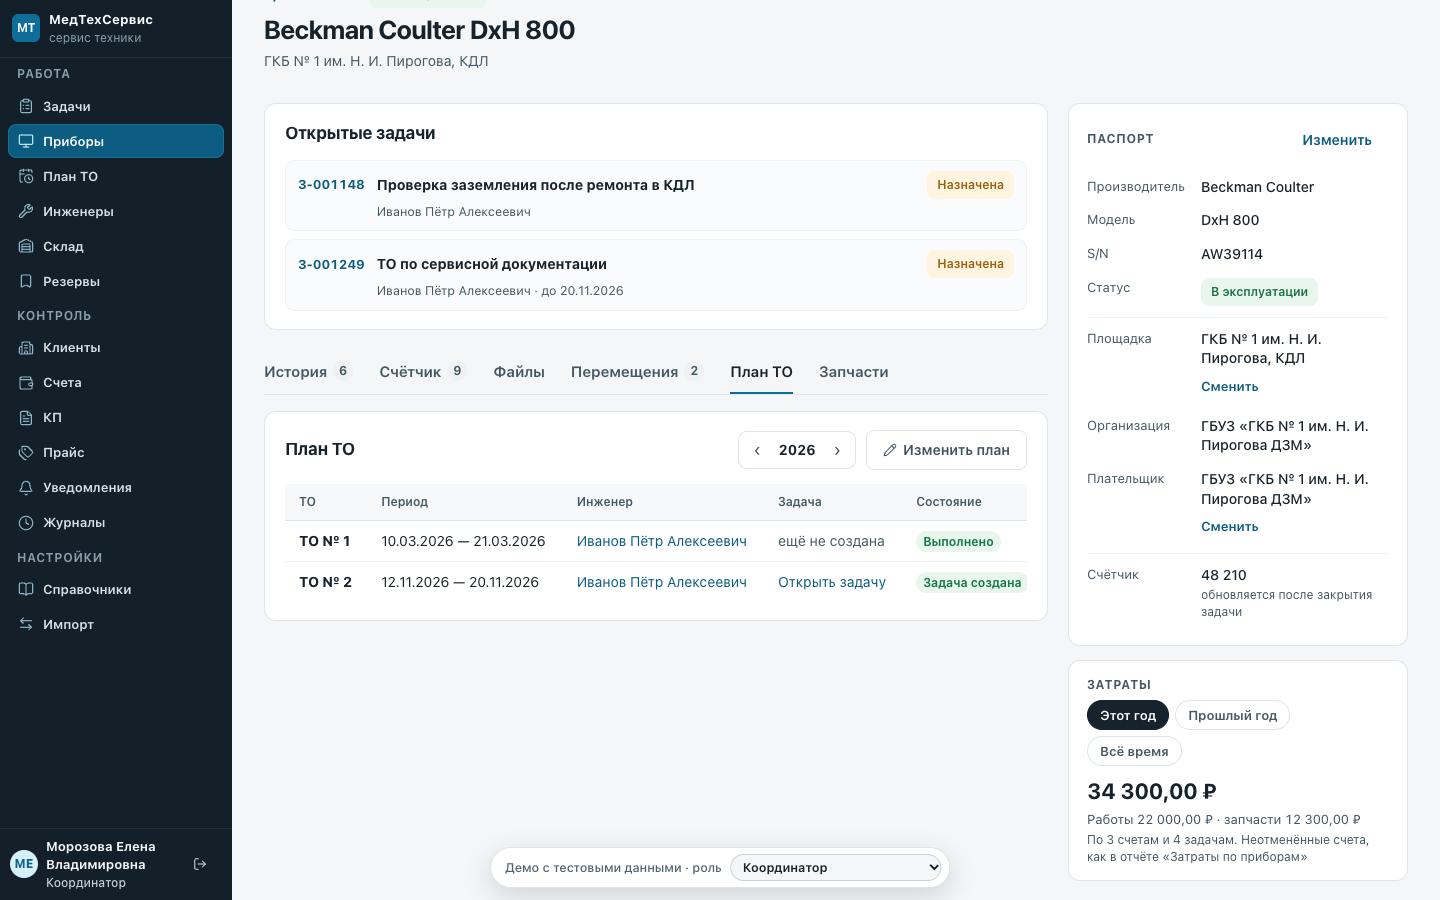 МТ
МедТехСервис
сервис техники
РАБОТА
Задачи
Приборы
План ТО
Инженеры
Склад
Резервы
КОНТРОЛЬ
Клиенты
Счета
КП
Прайс
Уведомления
Журналы
НАСТРОЙКИ
Справочники
Импорт
МЕ
Морозова Елена
Владимировна
Координатор
Beckman Coulter DxH 800
ГКБ № 1 им. Н. И. Пирогова, КДЛ
Открытые задачи
З-001148 Проверка заземления после ремонта в КДЛ Назначена
Иванов Пётр Алексеевич
З-001249 ТО по сервисной документации Назначена
Иванов Пётр Алексеевич · до 20.11.2026
История 6 Счётчик 9 Файлы Перемещения 2 План ТО Запчасти
План ТО ‹ 2026 › Изменить план
ТО Период Инженер Задача Состояние
ТО № 1 10.03.2026 — 21.03.2026 Иванов Пётр Алексеевич ещё не создана Выполнено
ТО № 2 12.11.2026 — 20.11.2026 Иванов Пётр Алексеевич Открыть задачу Задача создана
ПАСПОРТ Изменить
Производитель Beckman Coulter
Модель DxH 800
S/N AW39114
Статус В эксплуатации
Площадка ГКБ № 1 им. Н. И.
Пирогова, КДЛ
Сменить
Организация ГБУЗ «ГКБ № 1 им. Н. И.
Пирогова ДЗМ»
Плательщик ГБУЗ «ГКБ № 1 им. Н. И.
Пирогова ДЗМ»
Сменить
Счётчик 48 210
обновляется после закрытия
задачи
ЗАТРАТЫ
Этот год Прошлый год
Всё время
34 300,00 ₽
Работы 22 000,00 ₽ · запчасти 12 300,00 ₽
По 3 счетам и 4 задачам. Неотменённые счета,
как в отчёте «Затраты по приборам»
Демо с тестовыми данными · роль Координатор